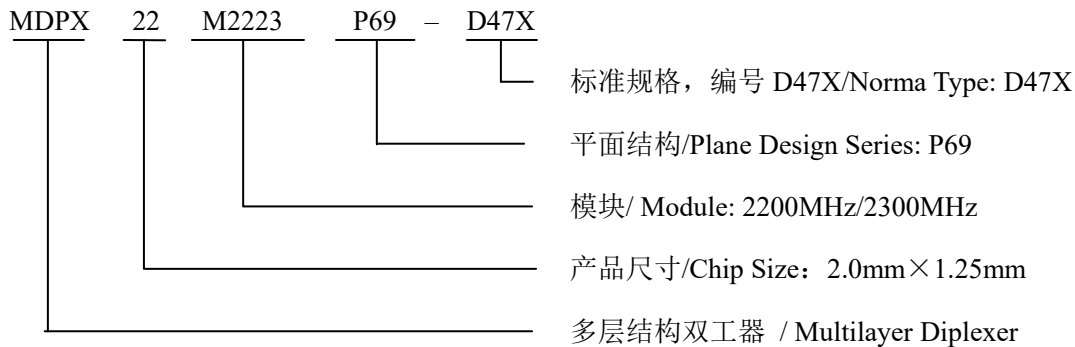 MDPX 22 M2223 P69 – D47X
标准规格，编号 D47X/Norma Type: D47X
平面结构/Plane Design Series: P69
模块/ Module: 2200MHz/2300MHz
产品尺寸/Chip Size：2.0mm×1.25mm
多层结构双工器 / Multilayer Diplexer